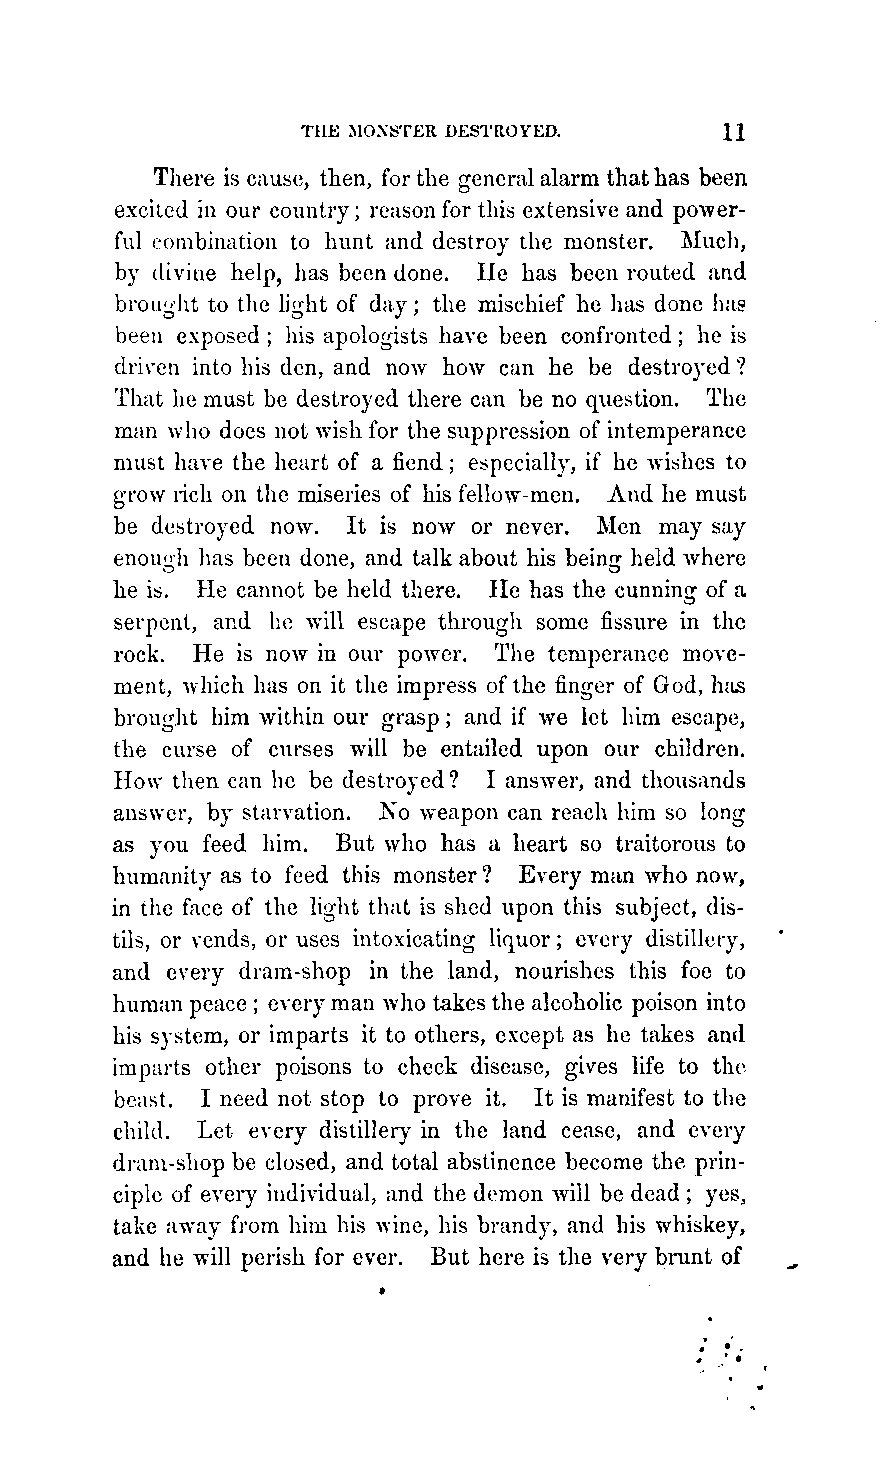 THE MONSTER DESTROYED. 11
There is cause, then, for the general alarm that has been
excited in our country; reason for this extensive and power-
ful combination to hunt and destroy the monster. Much,
by divine help, has been done. He has been routed and
brought to the light of day; the mischief he has done has
been exposed; his apologists have been confronted; he is
driven into his den, and now how can he be destroyed?
That he must be destroyed there can be no question. The
man who does not wish for the suppression of intemperance
must have the heart of a fiend; especially, if he wishes to
grow rich on the miseries of his fellow-men. And he must
be destroyed now. It is now or never. Men may say
enough has been done, and talk about his being held where
he is. He cannot be held there. He has the cunning of a
serpent, and he will escape through some fissure in the
rock. He is now in our power. The temperance move-
ment, which has on it the impress of the finger of God, has
brought him within our grasp; and if we let him escape,
the curse of curses will be entailed upon our children.
How then can he be destroyed? I answer, and thousands
answer, by starvation. No weapon can reach him so long
as you feed him. But who has a heart so traitorous to
humanity as to feed this monster? Every man who now,
in the face of the light that is shed upon this subject, dis-
tils, or vends, or uses intoxicating liquor; every distillery,
and every dram-shop in the land, nourishes this foe to
human peace; every man who takes the alcoholic poison into
his system, or imparts it to others, except as he takes and
imparts other poisons to check disease, gives life to the
beast. I need not stop to prove it. It is manifest to the
child. Let every distillery in the land cease, and every
dram-shop be closed, and total abstinence become the prin-
ciple of every individual, and the demon will be dead; yes,
take away from him his wine, his brandy, and his whiskey,
and he will perish for ever. But here is the very brunt of